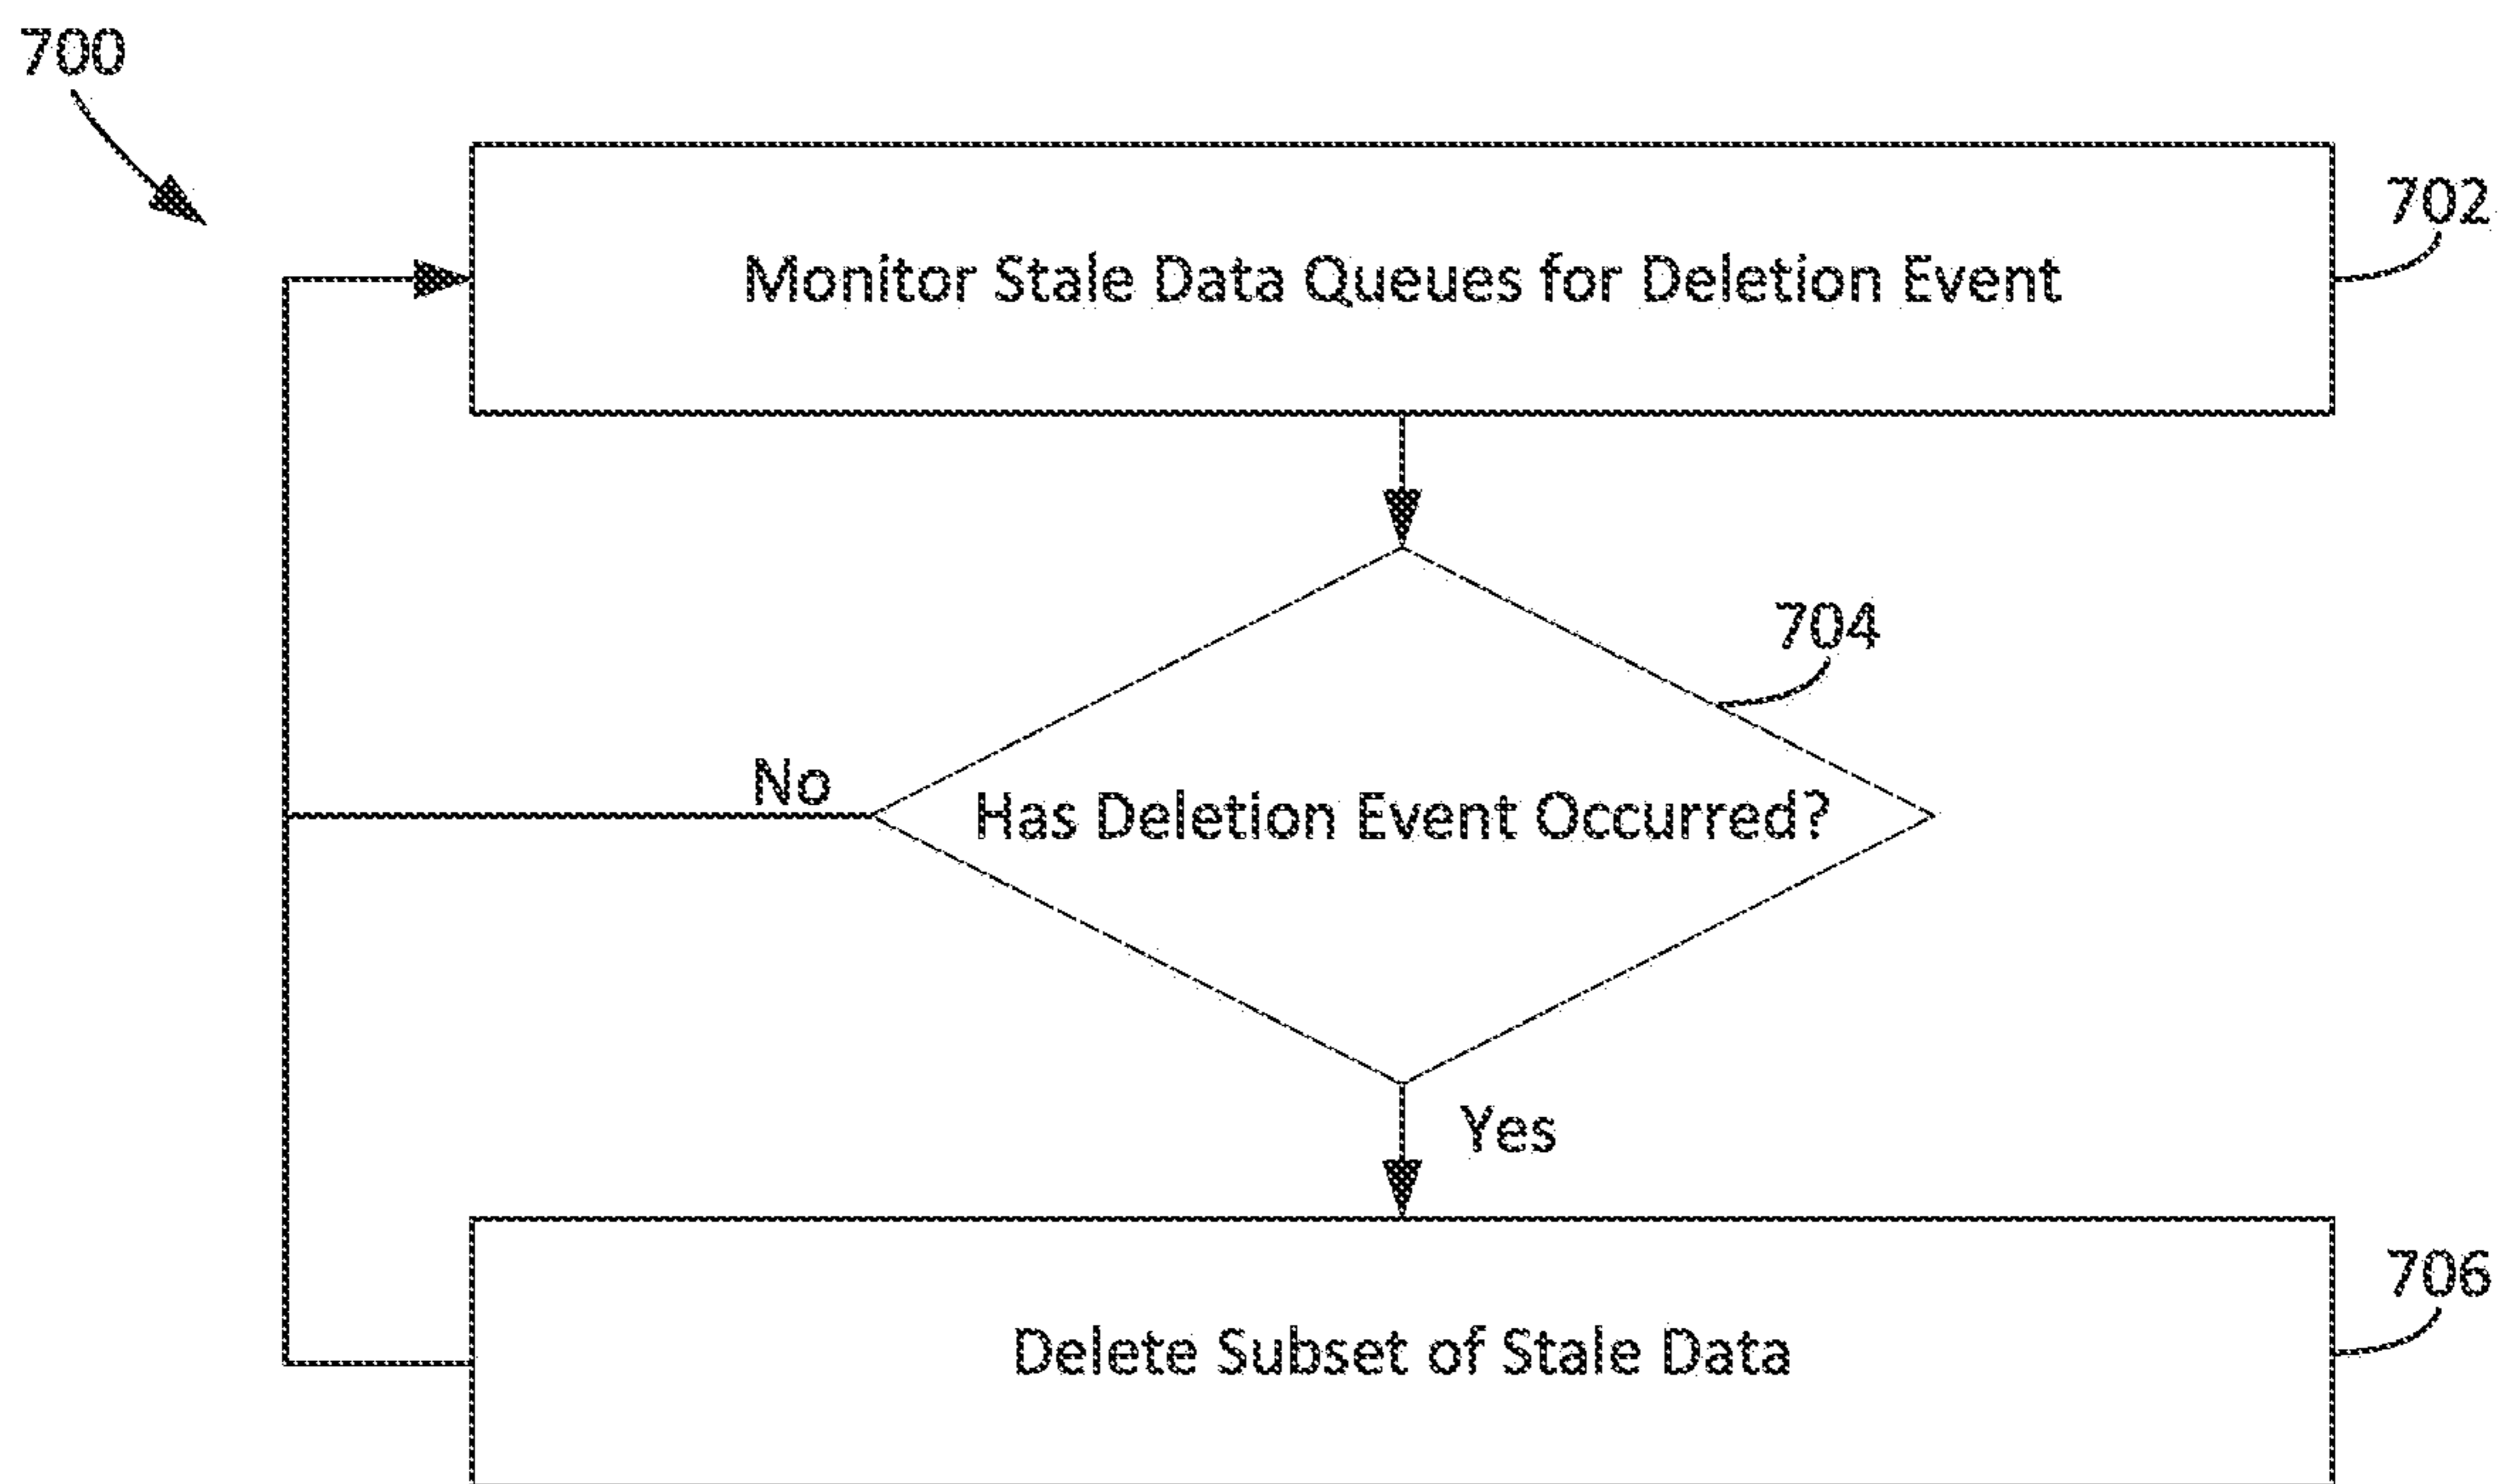 700
702
Monitor Stale Data Queues for Deletion Event
704
No
Has Deletion Event Occurred?
Yes
706
Delete Subset of Stale Data